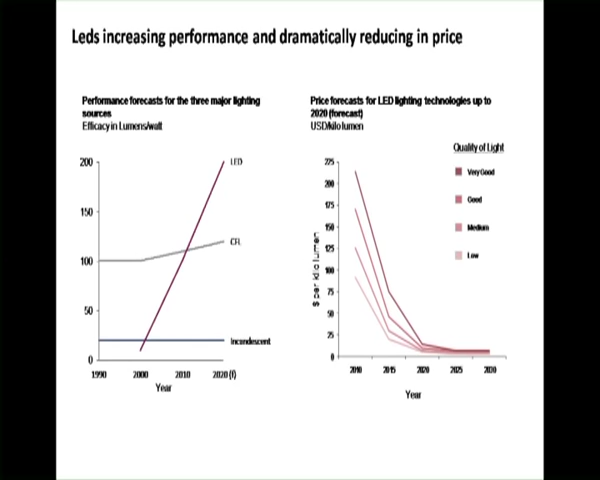 Leds increasing performance and dramatically reducing in price
Performance forecasts for the three major lighting
sources
Efficacy in Lumens/watt
200
150
100
50
0
1990 2000 2010 2020 (f)
Year
LED
CFL
Incandescent
Price forecasts for LED lighting technologies up to
2020 (forecast)
USD/kilo lumen
Quality of Light
Very Good
Good
Medium
Low
$ per kilo lumen
225
200
175
150
125
100
75
50
25
0
2010 2015 2020 2025 2030
Year